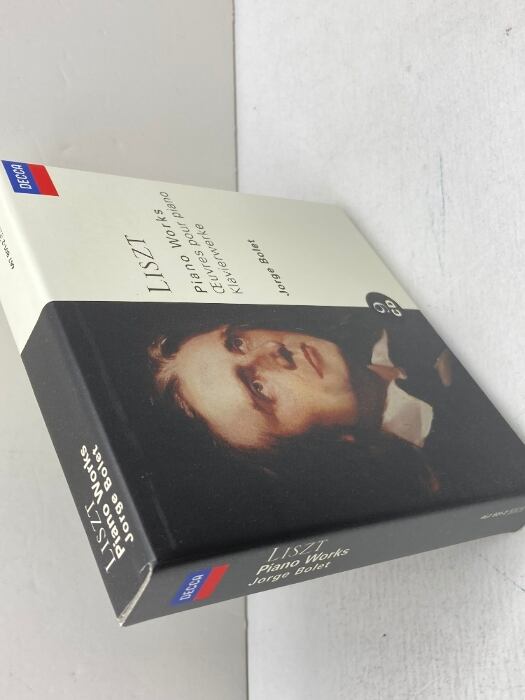 DECCA
LISZT
Piano Works
Œuvres pour piano
Klavierwerke
Jorge Bolet
LISZT
Piano Works
Jorge Bolet
DECCA
LISZT
Piano Works
Jorge Bolet